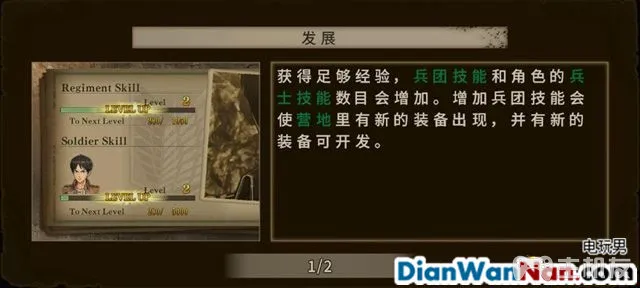 发展
Regiment Skill
Level 2
LEVEL UP
To Next Level
Soldier Skill
Level 2
LEVEL UP
To Next Level
获得足够经验，兵团技能和角色的兵
士技能数目会增加。增加兵团技能会
使营地里有新的装备出现，并有新的
装备可开发。
1/2
电玩男
DianWanNan.com